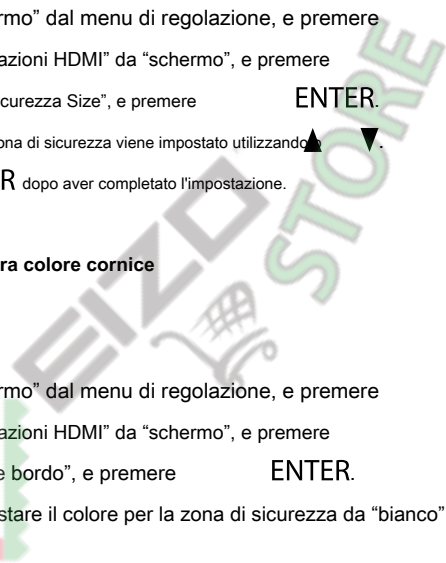 rmo” dal menu di regolazione, e premere
azioni HDMI” da “schermo”, e premere
curezza Size”, e premere ENTER.
ona di sicurezza viene impostato utilizzando ▲ ▼.
R dopo aver completato l'impostazione.
ra colore cornice
rmo” dal menu di regolazione, e premere
azioni HDMI” da “schermo”, e premere
e bordo”, e premere ENTER.
stare il colore per la zona di sicurezza da “bianco”
EIZO
STORE